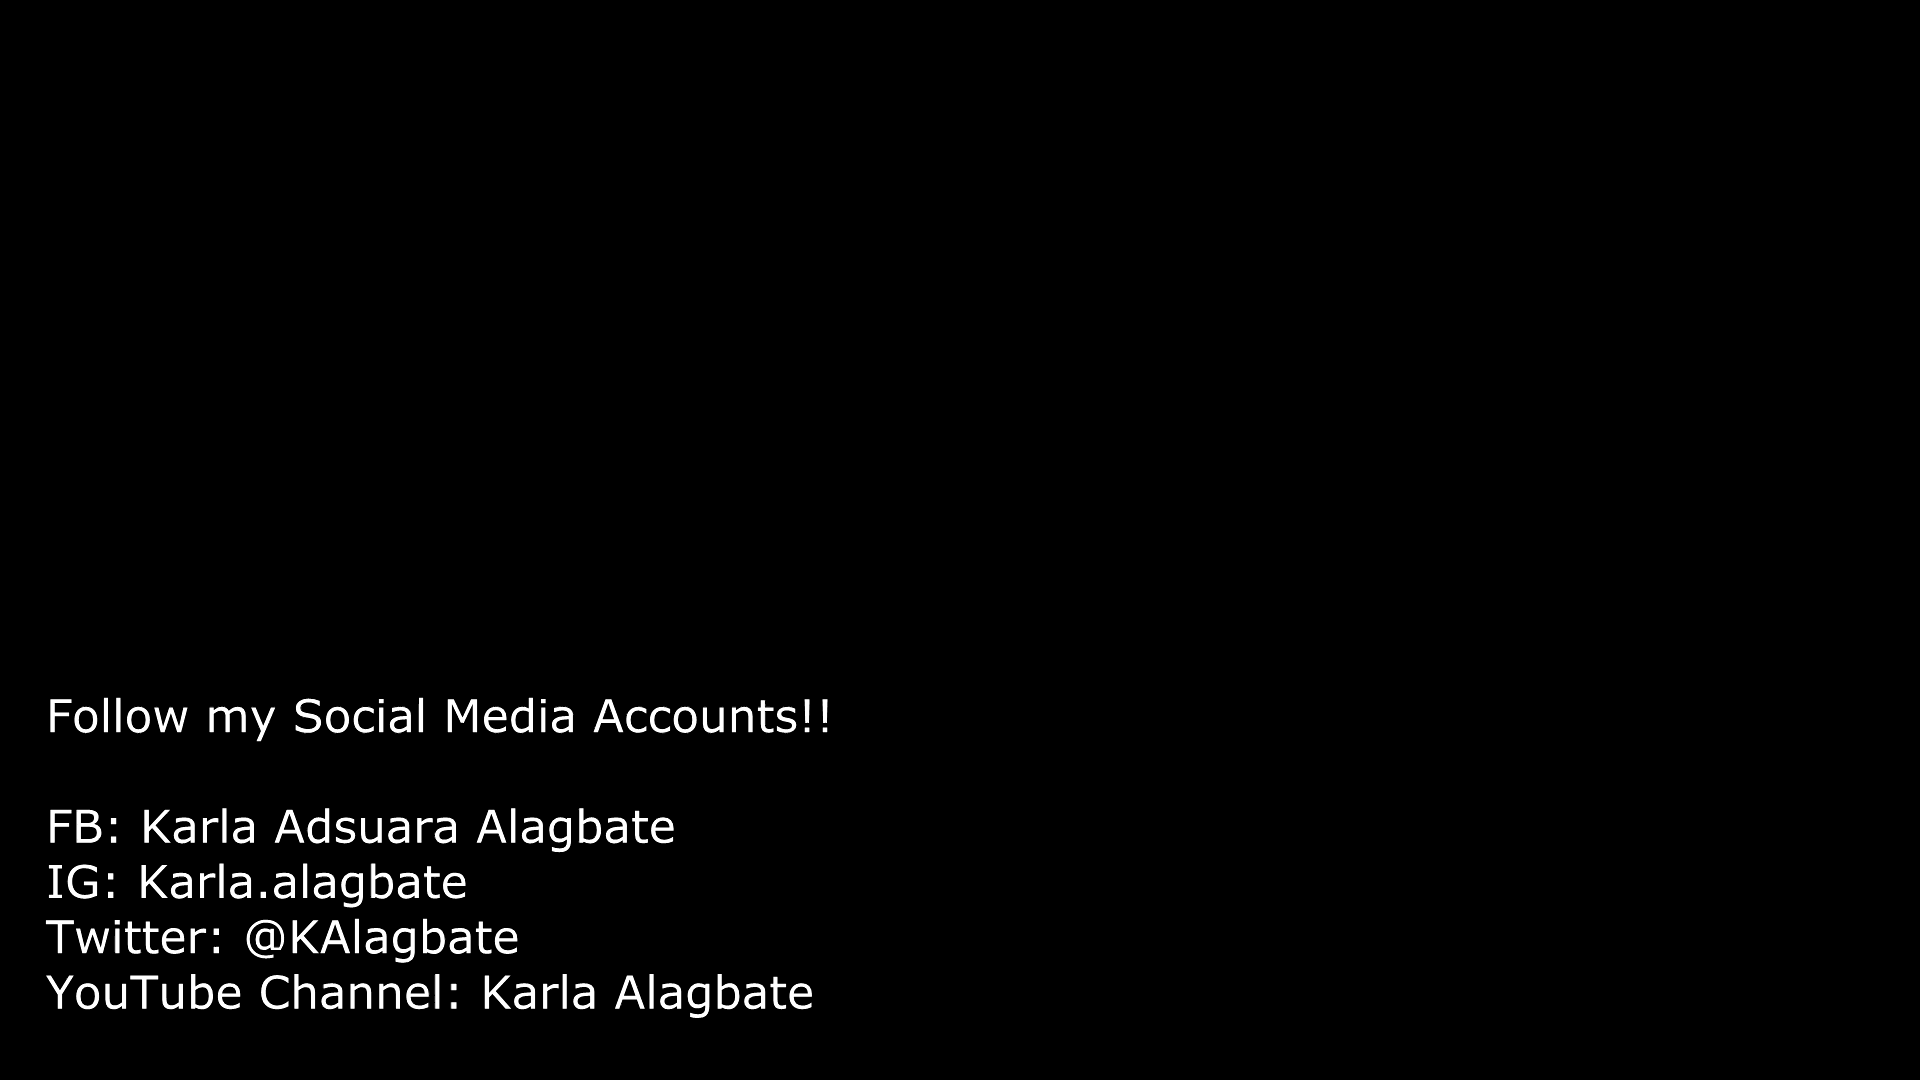 Follow my Social Media Accounts!!
FB: Karla Adsuara Alagbate
IG: Karla.alagbate
Twitter: @KAlagbate
YouTube Channel: Karla Alagbate